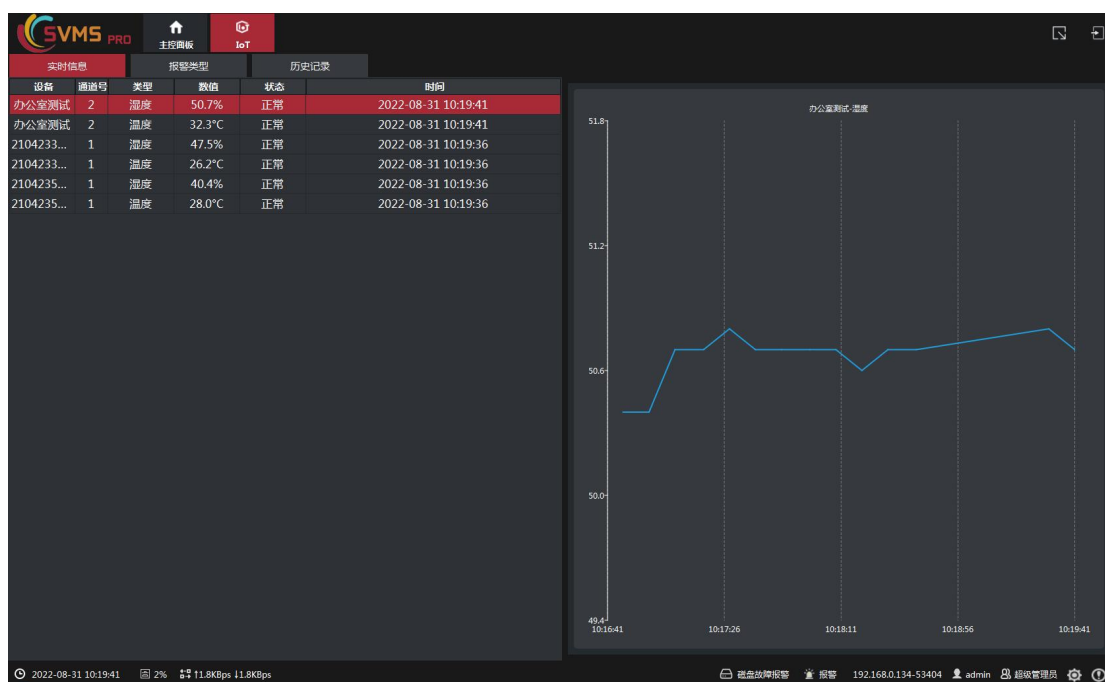 SVMS PRO
主控面板 IoT
实时信息 报警类型 历史记录
设备 通道号 类型 数值 状态 时间
办公室测试 2 湿度 50.7% 正常 2022-08-31 10:19:41
办公室测试 2 温度 32.3°C 正常 2022-08-31 10:19:41
2104233... 1 湿度 47.5% 正常 2022-08-31 10:19:36
2104233... 1 温度 26.2°C 正常 2022-08-31 10:19:36
2104235... 1 湿度 40.4% 正常 2022-08-31 10:19:36
2104235... 1 温度 28.0°C 正常 2022-08-31 10:19:36
办公室测试-湿度
51.8
51.2
50.6
50.0
49.4
10:16:41 10:17:26 10:18:11 10:18:56 10:19:41
2022-08-31 10:19:41 2% ↑1.8KBps ↓1.8KBps 磁盘故障报警 报警 192.168.0.134-53404 admin 超级管理员